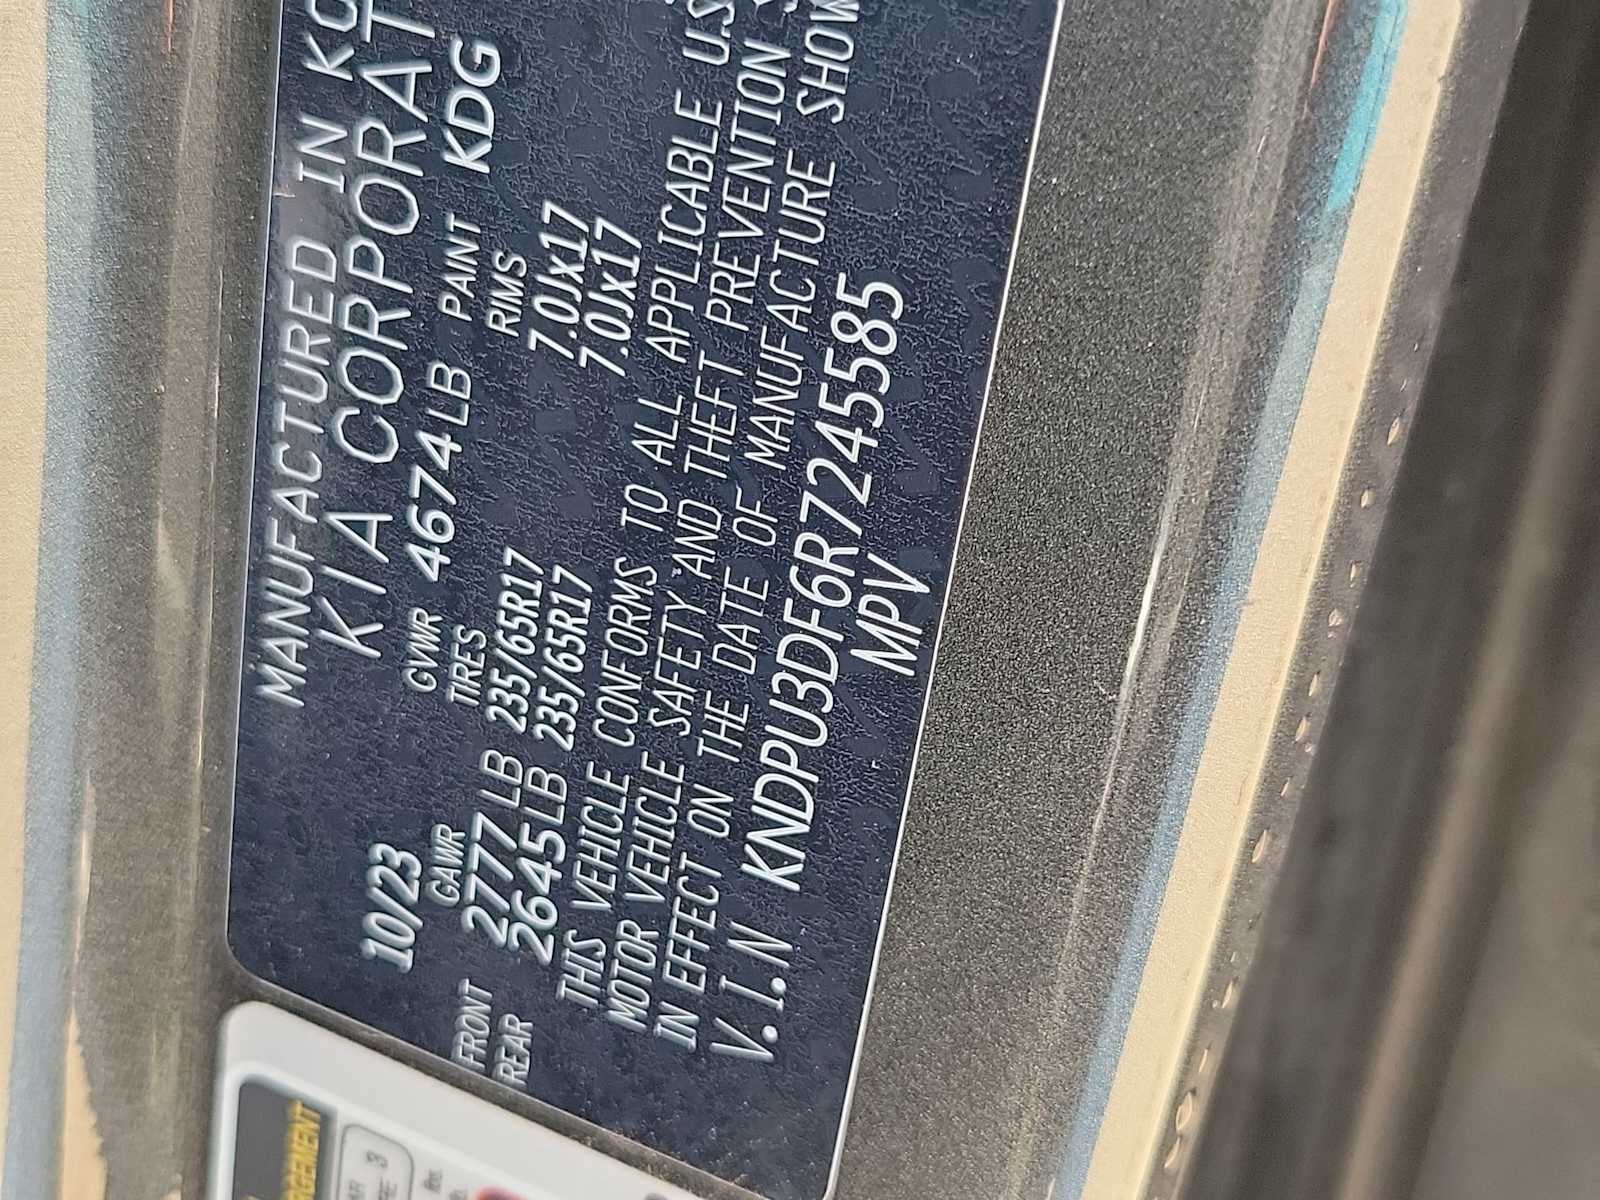 MANUFACTURED IN KO
10/23 KIA CORPORAT
GVWR 4674LB PAINT KDG
GAWR TIRES RIMS
FRONT 2777 LB 235/65R17 7.0Jx17
REAR 2645LB 235/65R17 7.0Jx17
THIS VEHICLE CONFORMS TO ALL APPLICABLE U.S
MOTOR VEHICLE SAFETY AND THEFT PREVENTION S
IN EFFECT ON THE DATE OF MANUFACTURE SHOW
V.I.N KNDPU3DF6R7245585
MPV